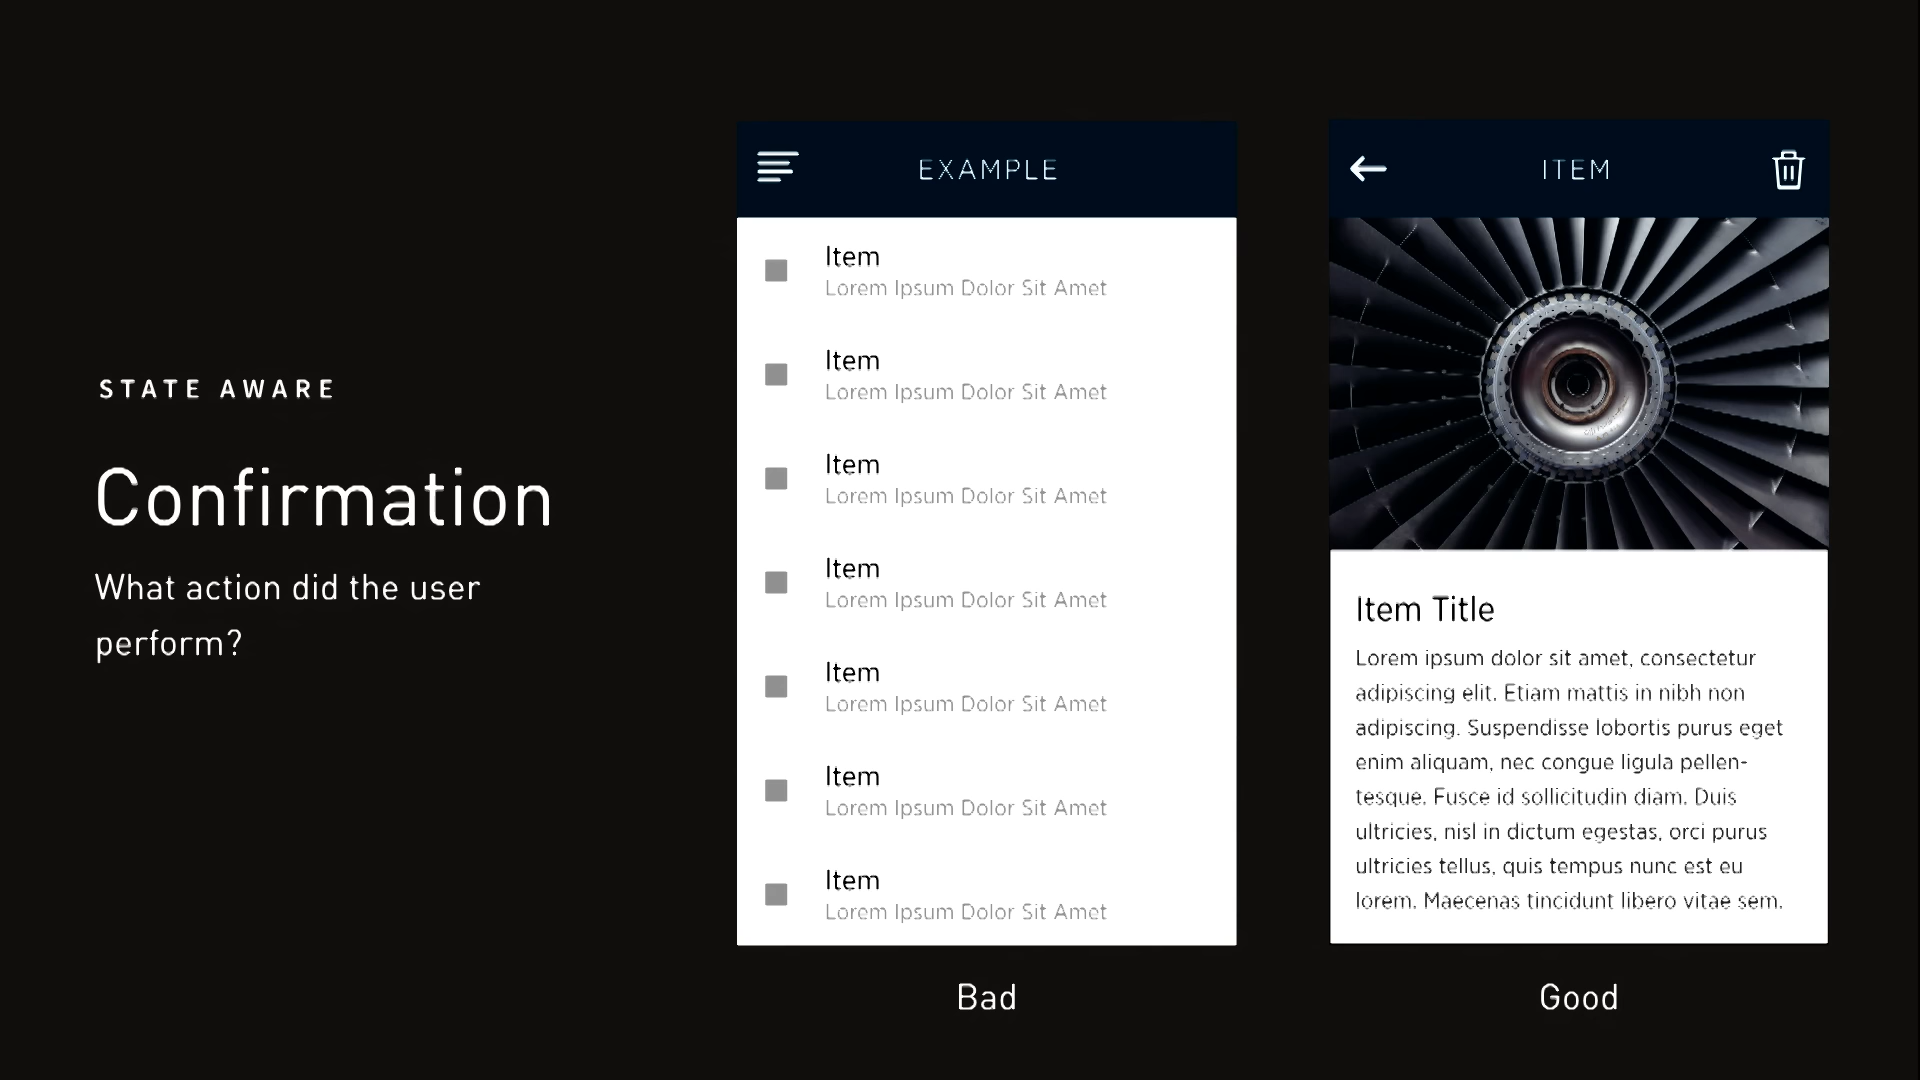 STATE AWARE
Confirmation
What action did the user
perform?
EXAMPLE
Item
Lorem Ipsum Dolor Sit Amet
Item
Lorem Ipsum Dolor Sit Amet
Item
Lorem Ipsum Dolor Sit Amet
Item
Lorem Ipsum Dolor Sit Amet
Item
Lorem Ipsum Dolor Sit Amet
Item
Lorem Ipsum Dolor Sit Amet
Item
Lorem Ipsum Dolor Sit Amet
Bad
ITEM
Item Title
Lorem ipsum dolor sit amet, consectetur
adipiscing elit. Etiam mattis in nibh non
adipiscing. Suspendisse lobortis purus eget
enim aliquam, nec congue ligula pellen-
tesque. Fusce id sollicitudin diam. Duis
ultricies, nisl in dictum egestas, orci purus
ultricies tellus, quis tempus nunc est eu
lorem. Maecenas tincidunt libero vitae sem.
Good